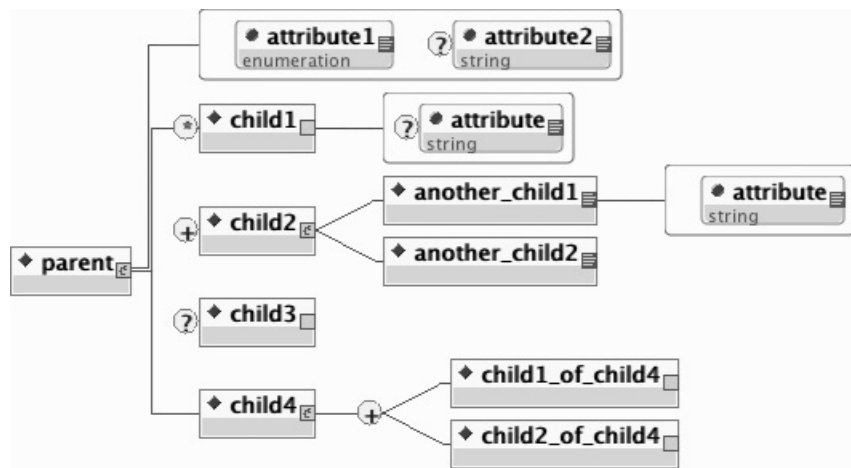 attribute1
enumeration
?
attribute2
string
*
child1
?
attribute
string
another_child1
attribute
string
+
child2
another_child2
parent
?
child3
child4
+
child1_of_child4
child2_of_child4